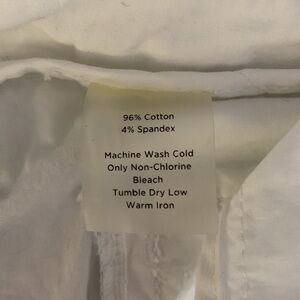 96% Cotton
4% Spandex
Machine Wash Cold
Only Non-Chlorine
Bleach
Tumble Dry Low
Warm Iron